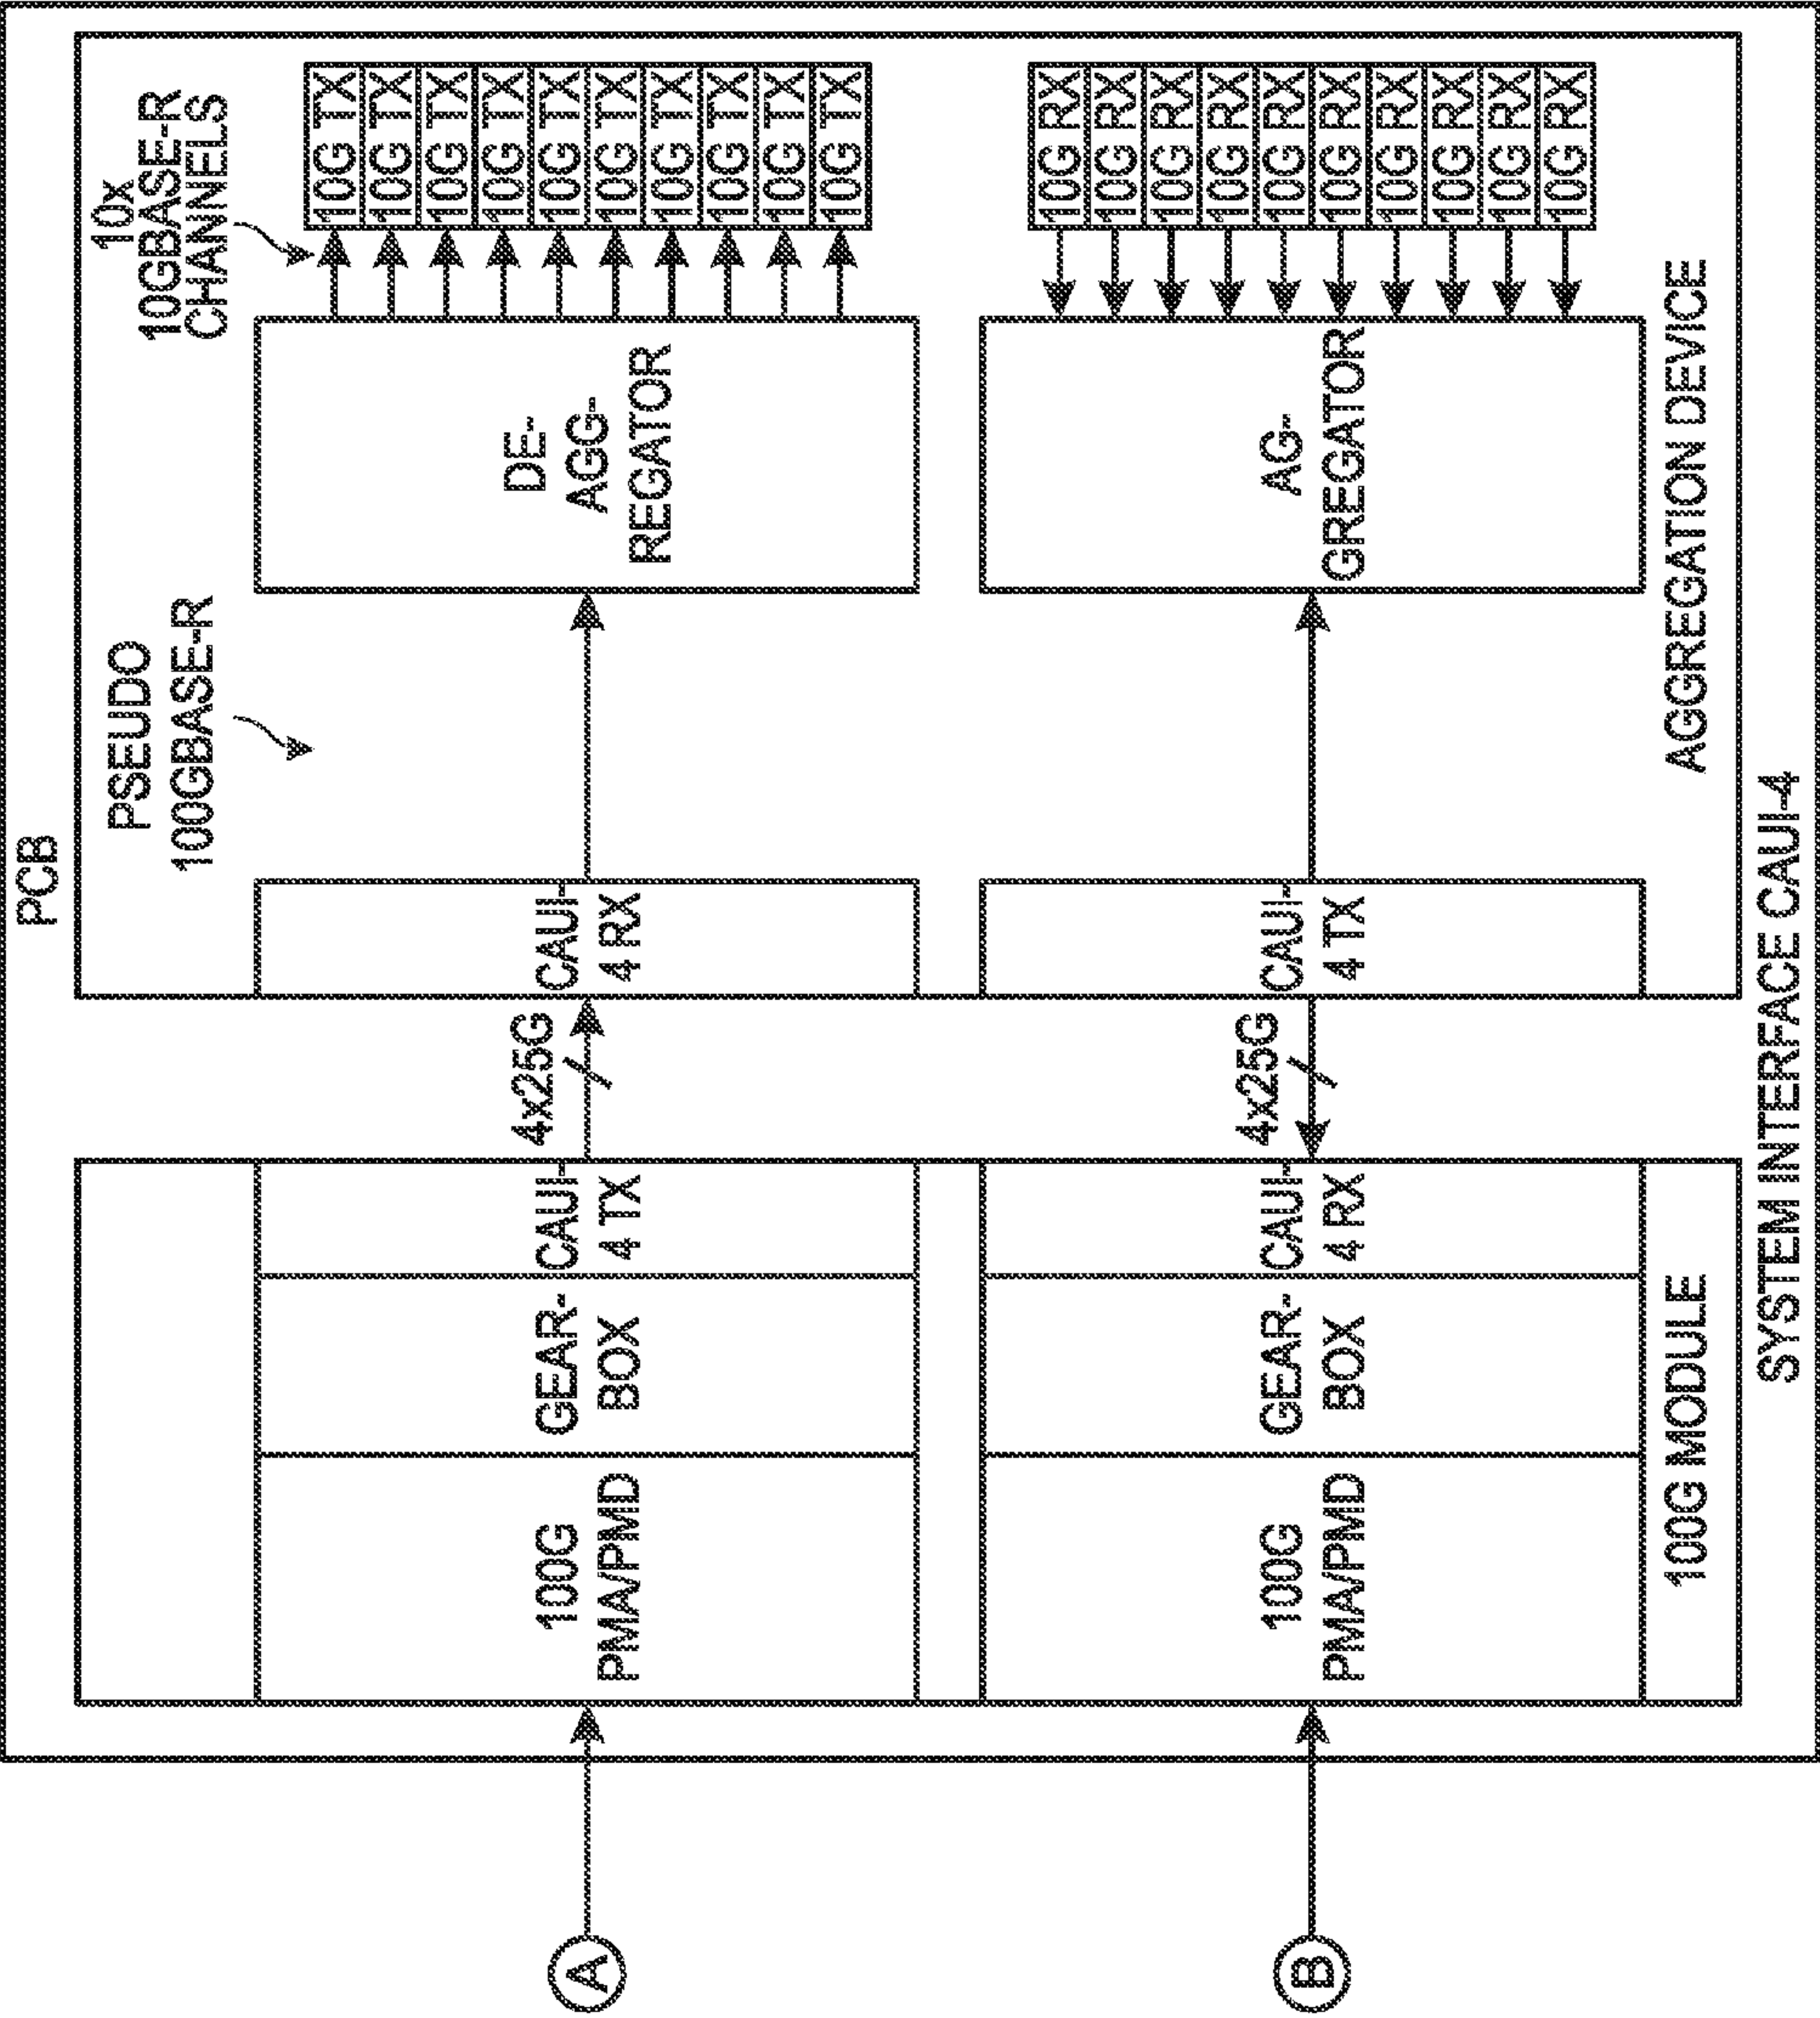 PCB
PSEUDO
100GBASE-R
10x
10GBASE-R
CHANNELS
A
100G
PMA/PMD
GEAR-
BOX
CAUI-
4 TX
4x25G
CAUI-
4 RX
DE-
AGG-
REGATOR
10G TX
10G TX
10G TX
10G TX
10G TX
10G TX
10G TX
10G TX
10G TX
10G TX
B
100G
PMA/PMD
GEAR-
BOX
CAUI-
4 RX
4x25G
CAUI-
4 TX
AG-
GREGATOR
10G RX
10G RX
10G RX
10G RX
10G RX
10G RX
10G RX
10G RX
10G RX
10G RX
100G MODULE
AGGREGATION DEVICE
SYSTEM INTERFACE CAUI-4